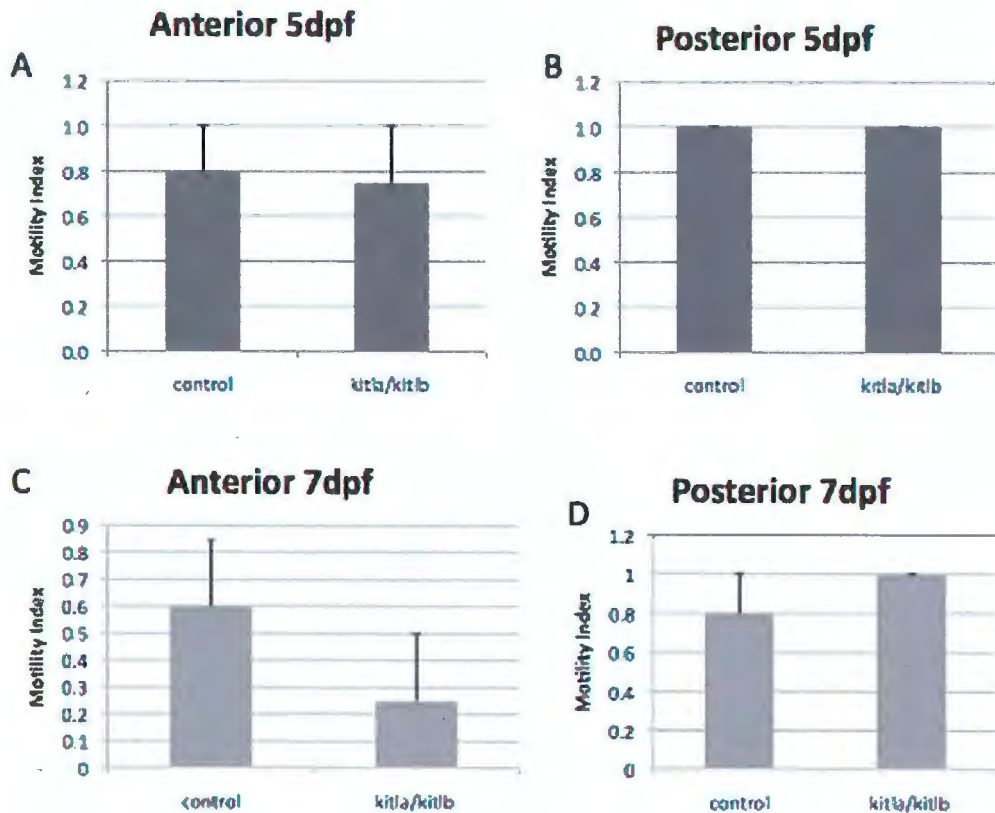 A
Anterior 5dpf
1.2
1.0
0.8
0.6
0.4
0.2
0.0
Motility Index
control
kitla/kitlb
B
Posterior 5dpf
1.2
1.0
0.8
0.6
0.4
0.2
0.0
Motility Index
control
kitla/kitlb
C
Anterior 7dpf
0.9
0.8
0.7
0.6
0.5
0.4
0.3
0.2
0.1
0
Motility Index
control
kitla/kitlb
D
Posterior 7dpf
1.2
1
0.8
0.6
0.4
0.2
0
Motility Index
control
kitla/kitlb